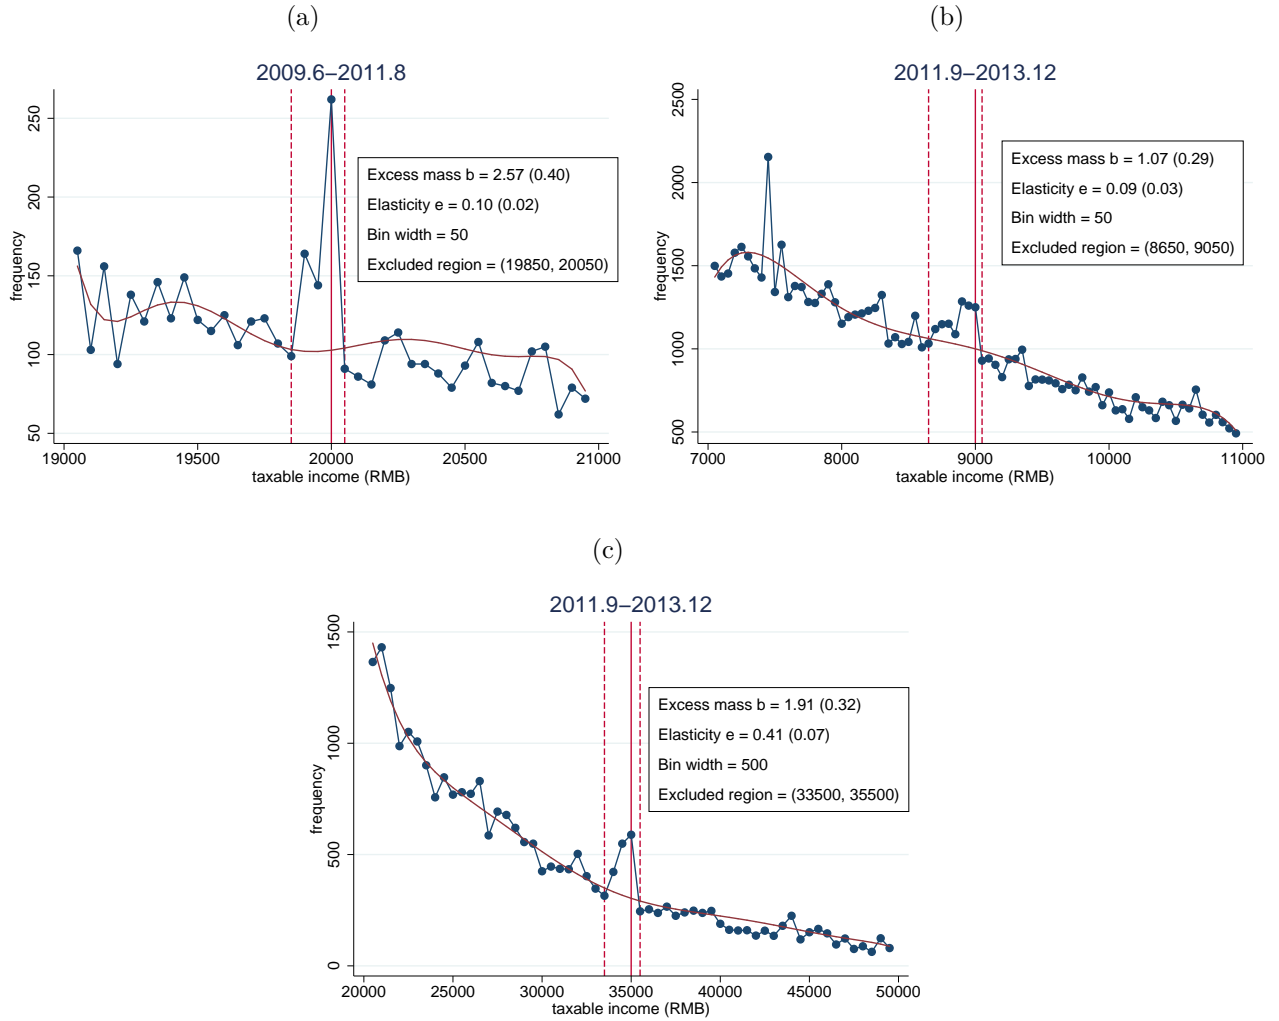 (a)
2009.6–2011.8
250
200
150
100
50
frequency
Excess mass b = 2.57 (0.40)
Elasticity e = 0.10 (0.02)
Bin width = 50
Excluded region = (19850, 20050)
19000 19500 20000 20500 21000
taxable income (RMB)
(b)
2011.9–2013.12
2500
2000
1500
1000
500
frequency
Excess mass b = 1.07 (0.29)
Elasticity e = 0.09 (0.03)
Bin width = 50
Excluded region = (8650, 9050)
7000 8000 9000 10000 11000
taxable income (RMB)
(c)
2011.9–2013.12
1500
1000
500
0
frequency
Excess mass b = 1.91 (0.32)
Elasticity e = 0.41 (0.07)
Bin width = 500
Excluded region = (33500, 35500)
20000 25000 30000 35000 40000 45000 50000
taxable income (RMB)